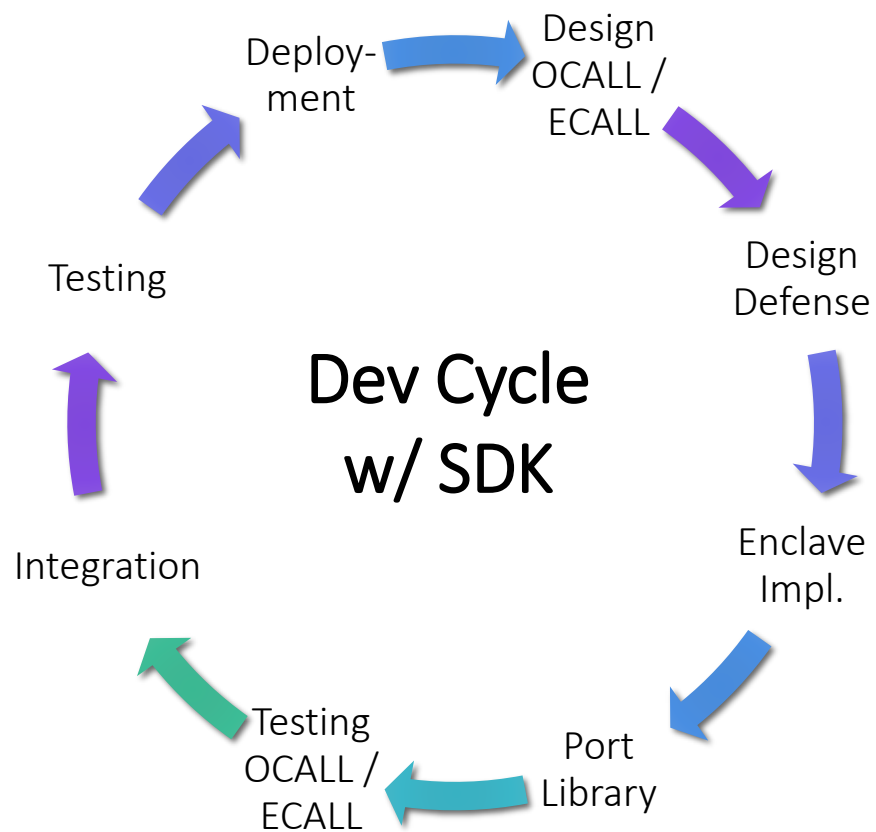 Deploy-
ment
Design
OCALL /
ECALL
Design
Defense
Enclave
Impl.
Port
Library
Testing
OCALL /
ECALL
Integration
Testing
Dev Cycle
w/ SDK